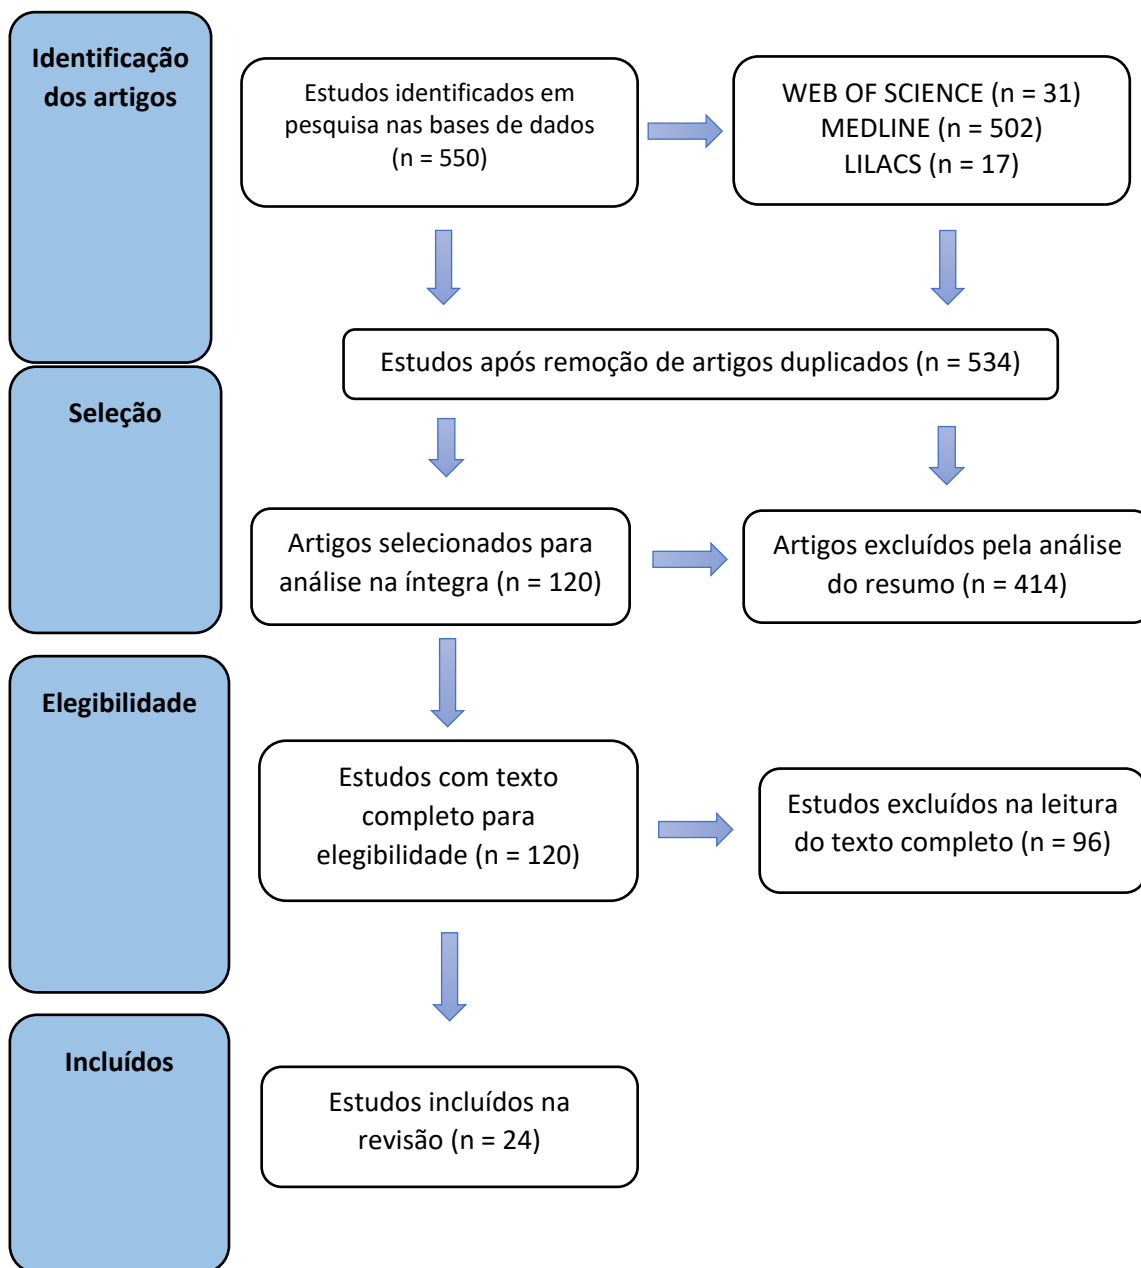 Identificação
dos artigos
Estudos identificados em
pesquisa nas bases de dados
(n = 550)
WEB OF SCIENCE (n = 31)
MEDLINE (n = 502)
LILACS (n = 17)
Estudos após remoção de artigos duplicados (n = 534)
Seleção
Artigos selecionados para
análise na íntegra (n = 120)
Artigos excluídos pela análise
do resumo (n = 414)
Elegibilidade
Estudos com texto
completo para
elegibilidade (n = 120)
Estudos excluídos na leitura
do texto completo (n = 96)
Incluídos
Estudos incluídos na
revisão (n = 24)